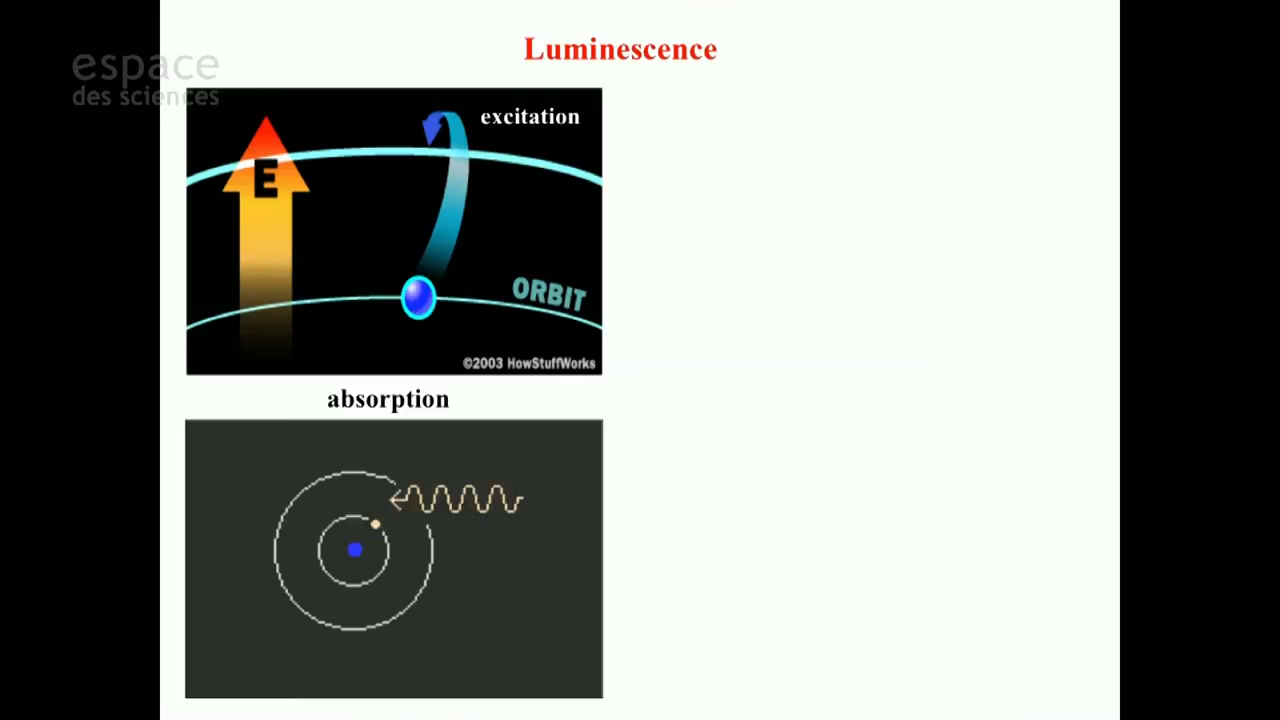 Luminescence
espace
des sciences
excitation
E
ORBIT
©2003 HowStuffWorks
absorption